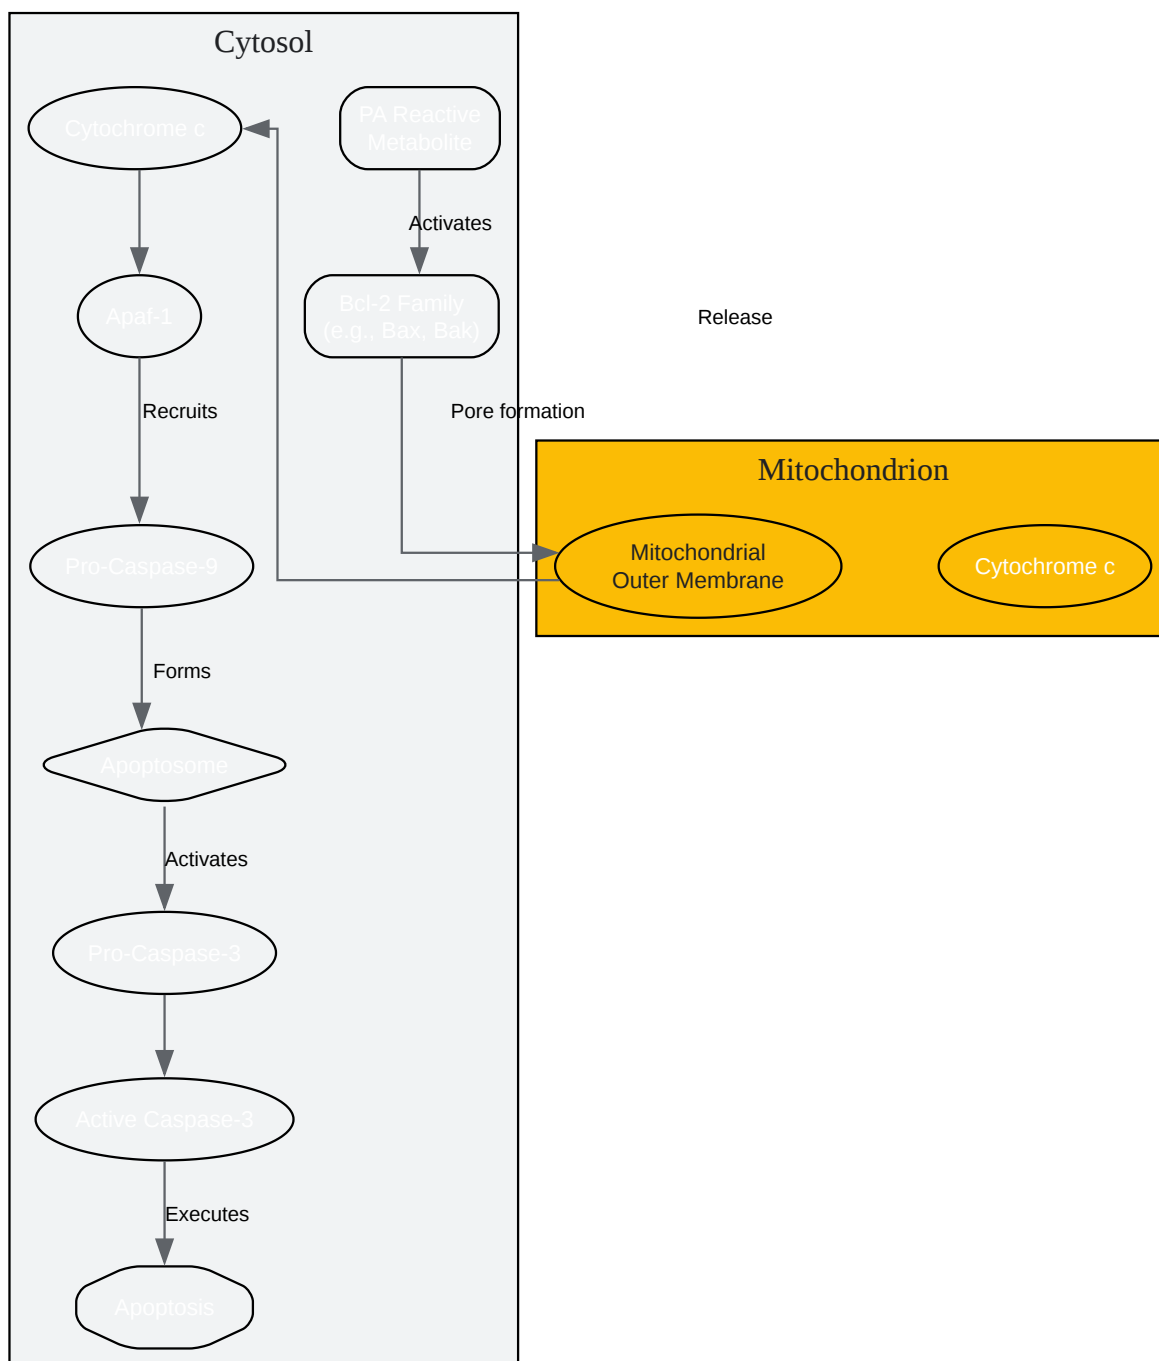 Cytosol
Cytochrome c
PA Reactive
Metabolite
Activates
Apaf-1
Bcl-2 Family
(e.g., Bax, Bak)
Release
Recruits
Pore formation
Mitochondrion
Pro-Caspase-9
Mitochondrial
Outer Membrane
Cytochrome c
Forms
Apoptosome
Activates
Pro-Caspase-3
Active Caspase-3
Executes
Apoptosis